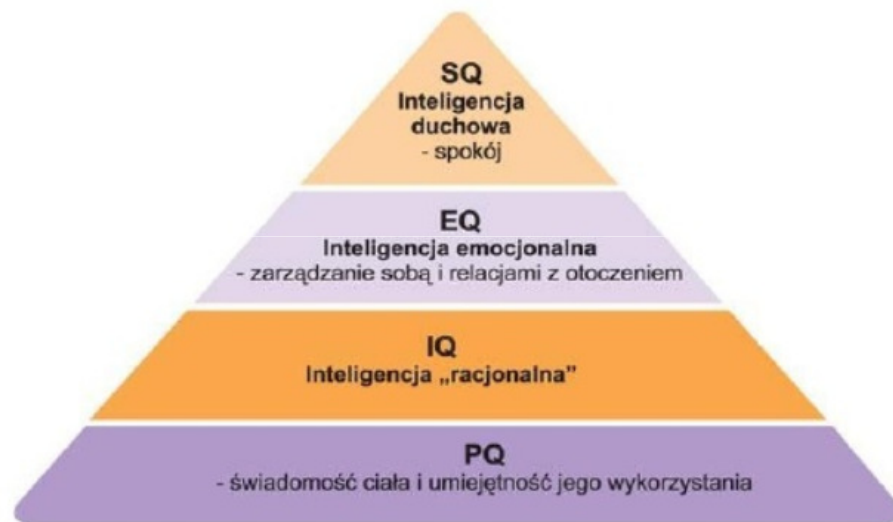 SQ
Inteligencja
duchowa
- spokój
EQ
Inteligencja emocjonalna
- zarządzanie sobą i relacjami z otoczeniem
IQ
Inteligencja „racjonalna”
PQ
- świadomość ciała i umiejętność jego wykorzystania